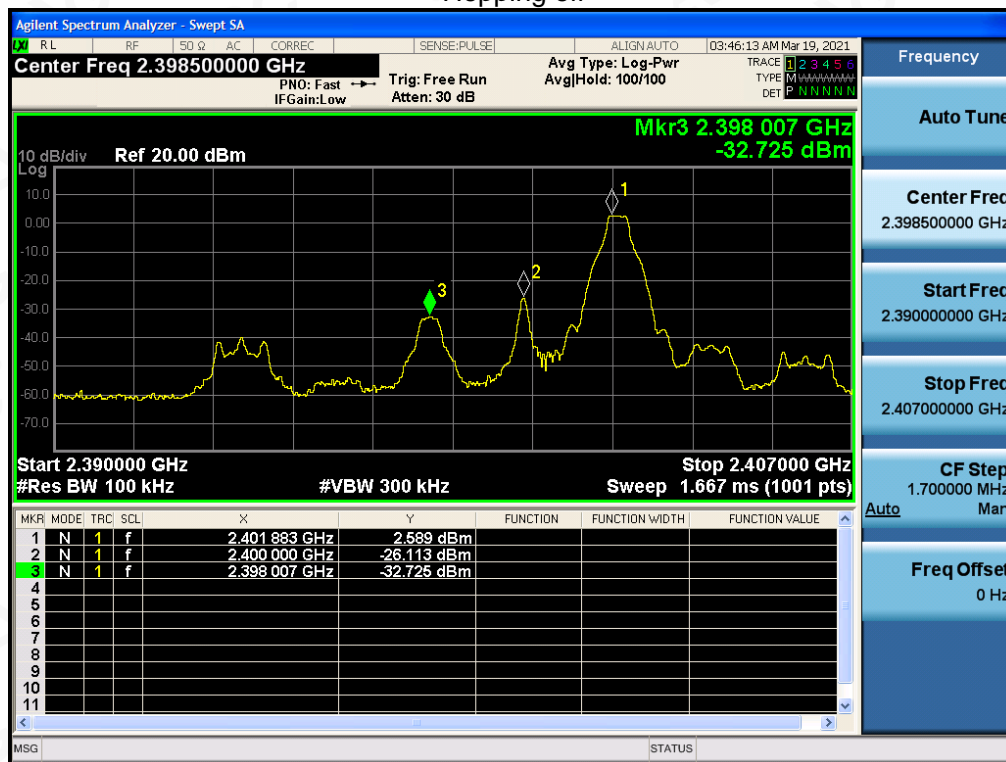 Agilent Spectrum Analyzer - Swept SA
LXI RL RF 50 Ω AC CORREC SENSE:PULSE ALIGN AUTO 03:46:13 AM Mar 19, 2021
Center Freq 2.398500000 GHz
PNO: Fast
IFGain:Low
Trig: Free Run
Atten: 30 dB
Avg Type: Log-Pwr
Avg|Hold: 100/100
TRACE 1 2 3 4 5 6
TYPE MWWWWW
DET P N N N N N
Mkr3 2.398 007 GHz
-32.725 dBm
10 dB/div Ref 20.00 dBm
Log
10.0
0.00
-10.0
-20.0
-30.0
-40.0
-50.0
-60.0
-70.0
1
2
3
Start 2.390000 GHz Stop 2.407000 GHz
#Res BW 100 kHz #VBW 300 kHz Sweep 1.667 ms (1001 pts)
MKR MODE TRC SCL X Y FUNCTION FUNCTION WIDTH FUNCTION VALUE
1 N 1 f 2.401 883 GHz 2.589 dBm
2 N 1 f 2.400 000 GHz -26.113 dBm
3 N 1 f 2.398 007 GHz -32.725 dBm
4
5
6
7
8
9
10
11
MSG STATUS
Frequency
Auto Tune
Center Freq
2.398500000 GHz
Start Freq
2.390000000 GHz
Stop Freq
2.407000000 GHz
CF Step
1.700000 MHz
Auto Man
Freq Offset
0 Hz